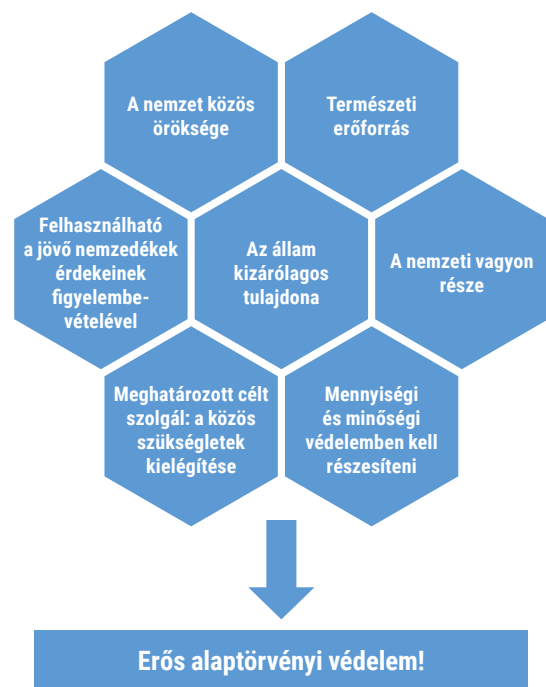 A nemzet közös
öröksége
Természeti
erőforrás
Felhasználható
a jövő nemzedékek
érdekeinek
figyelembe-
vételével
Az állam
kizárólagos
tulajdona
A nemzeti vagyon
része
Meghatározott célt
szolgál: a közös
szükségletek
kielégítése
Mennyiségi
és minőségi
védelemben kell
részesíteni
Erős alaptörvényi védelem!